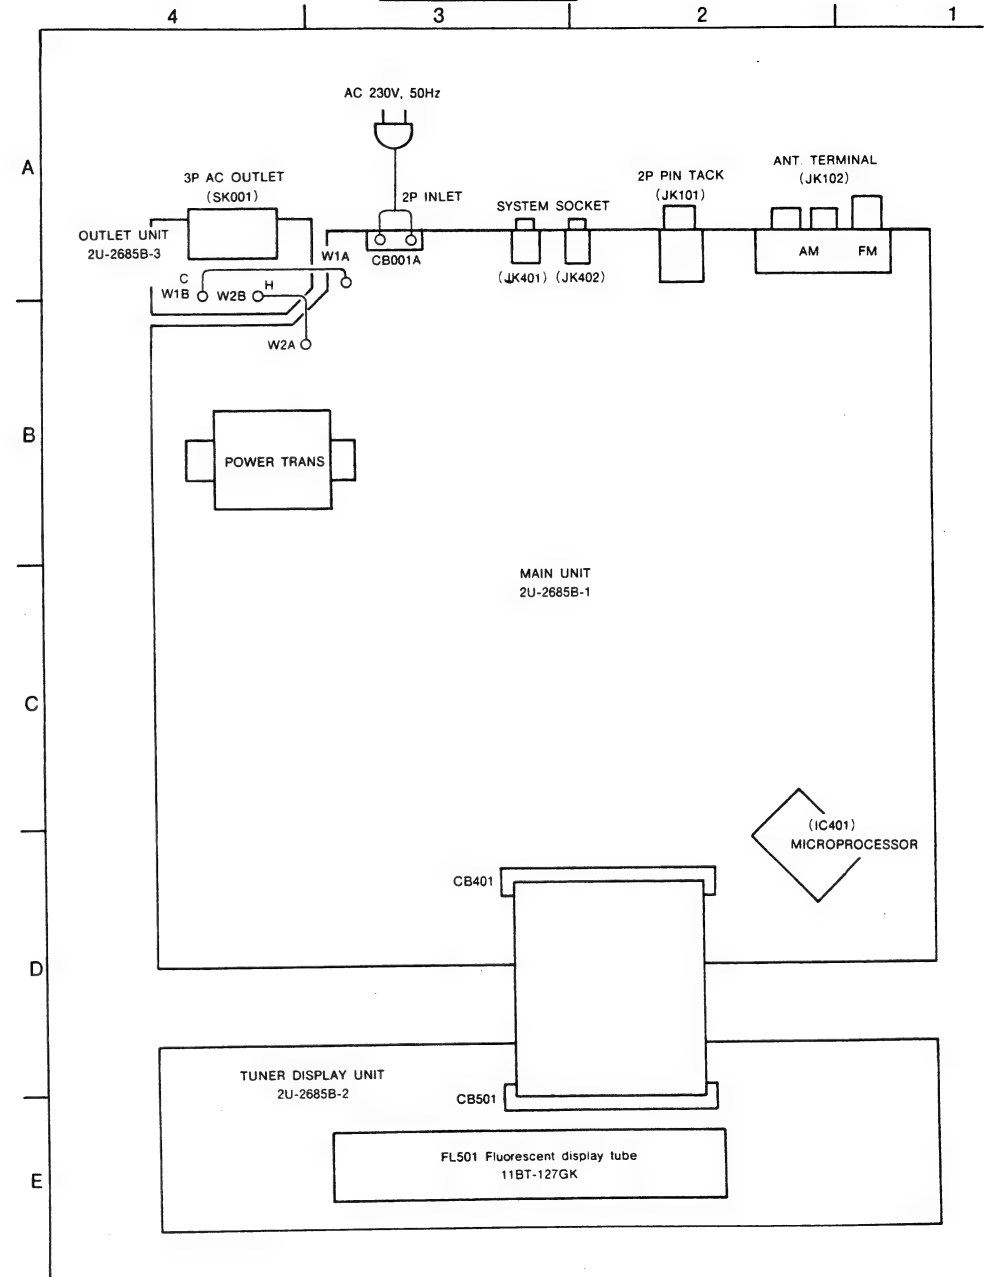 4 3 2 1
AC 230V, 50Hz
A
3P AC OUTLET
(SK001)
2P INLET
SYSTEM SOCKET
2P PIN TACK
(JK101)
ANT. TERMINAL
(JK102)
OUTLET UNIT
2U-2685B-3
W1A
CB001A
(JK401) (JK402)
AM FM
C
W1B W2B H
W2A
B
POWER TRANS
MAIN UNIT
2U-2685B-1
C
(IC401)
MICROPROCESSOR
CB401
D
TUNER DISPLAY UNIT
2U-2685B-2
CB501
E
FL501 Fluorescent display tube
11BT-127GK